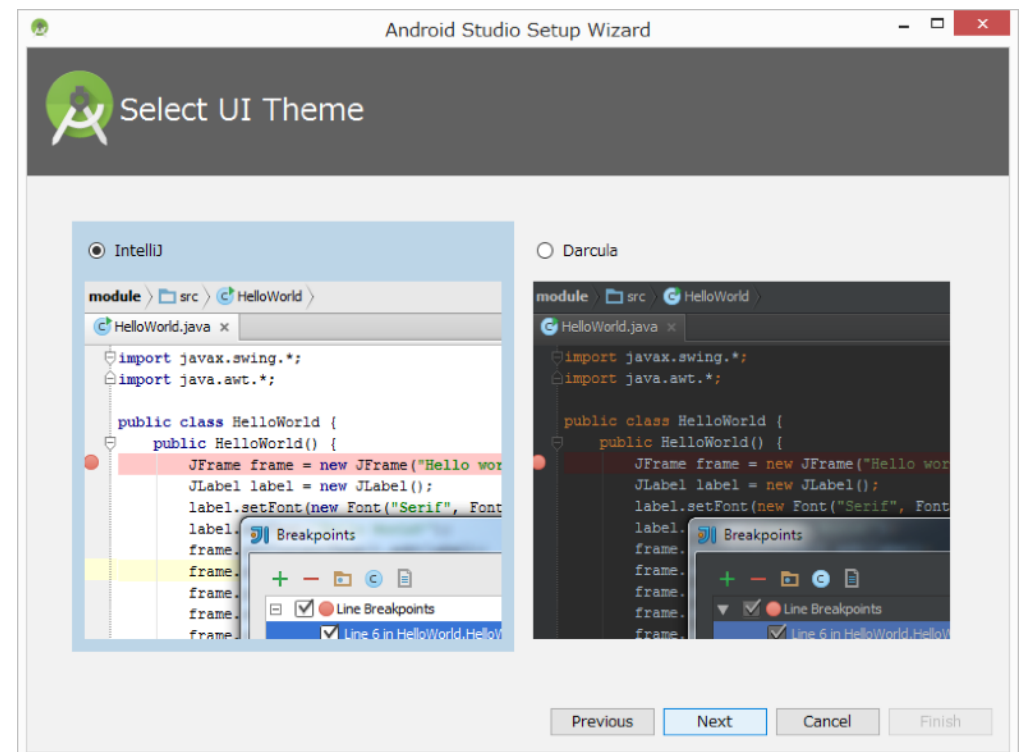 Android Studio Setup Wizard
Select UI Theme
IntelliJ
module src HelloWorld
HelloWorld.java ×
import javax.swing.*;
import java.awt.*;
public class HelloWorld {
public HelloWorld() {
JFrame frame = new JFrame("Hello wor
JLabel label = new JLabel();
label.setFont(new Font("Serif", Font
label.
frame.
frame.
frame.
frame.
frame.
Breakpoints
Line Breakpoints
Line 6 in HelloWorld.HelloW
Darcula
module src HelloWorld
HelloWorld.java ×
import javax.swing.*;
import java.awt.*;
public class HelloWorld {
public HelloWorld() {
JFrame frame = new JFrame("Hello wor
JLabel label = new JLabel();
label.setFont(new Font("Serif", Font
label.
frame.
frame.
frame.
frame.
frame.
Breakpoints
Line Breakpoints
Line 6 in HelloWorld.HelloW
Previous Next Cancel Finish